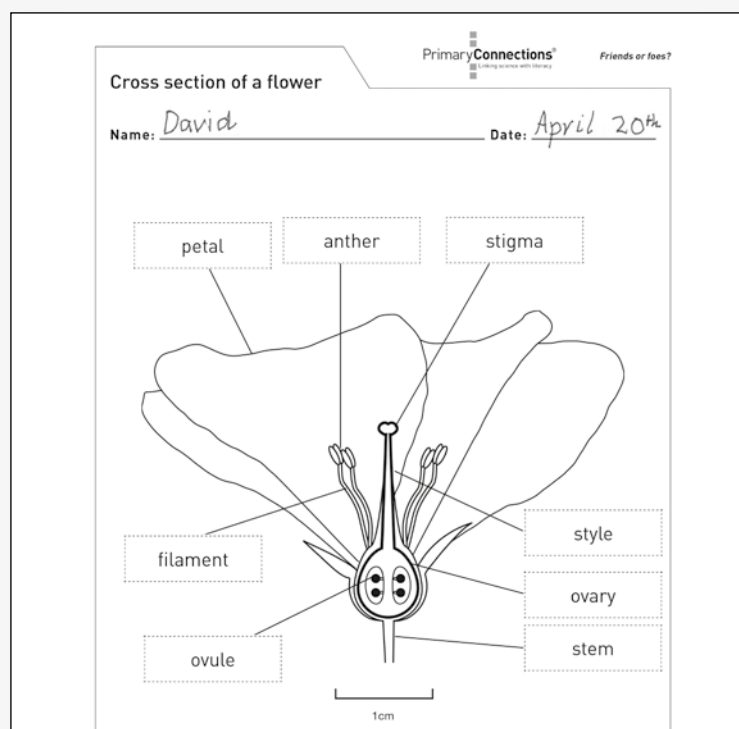 PrimaryConnections®
Linking science with literacy
Friends or foes?
Cross section of a flower
Name: David Date: April 20th
petal
anther
stigma
filament
style
ovary
ovule
stem
1cm